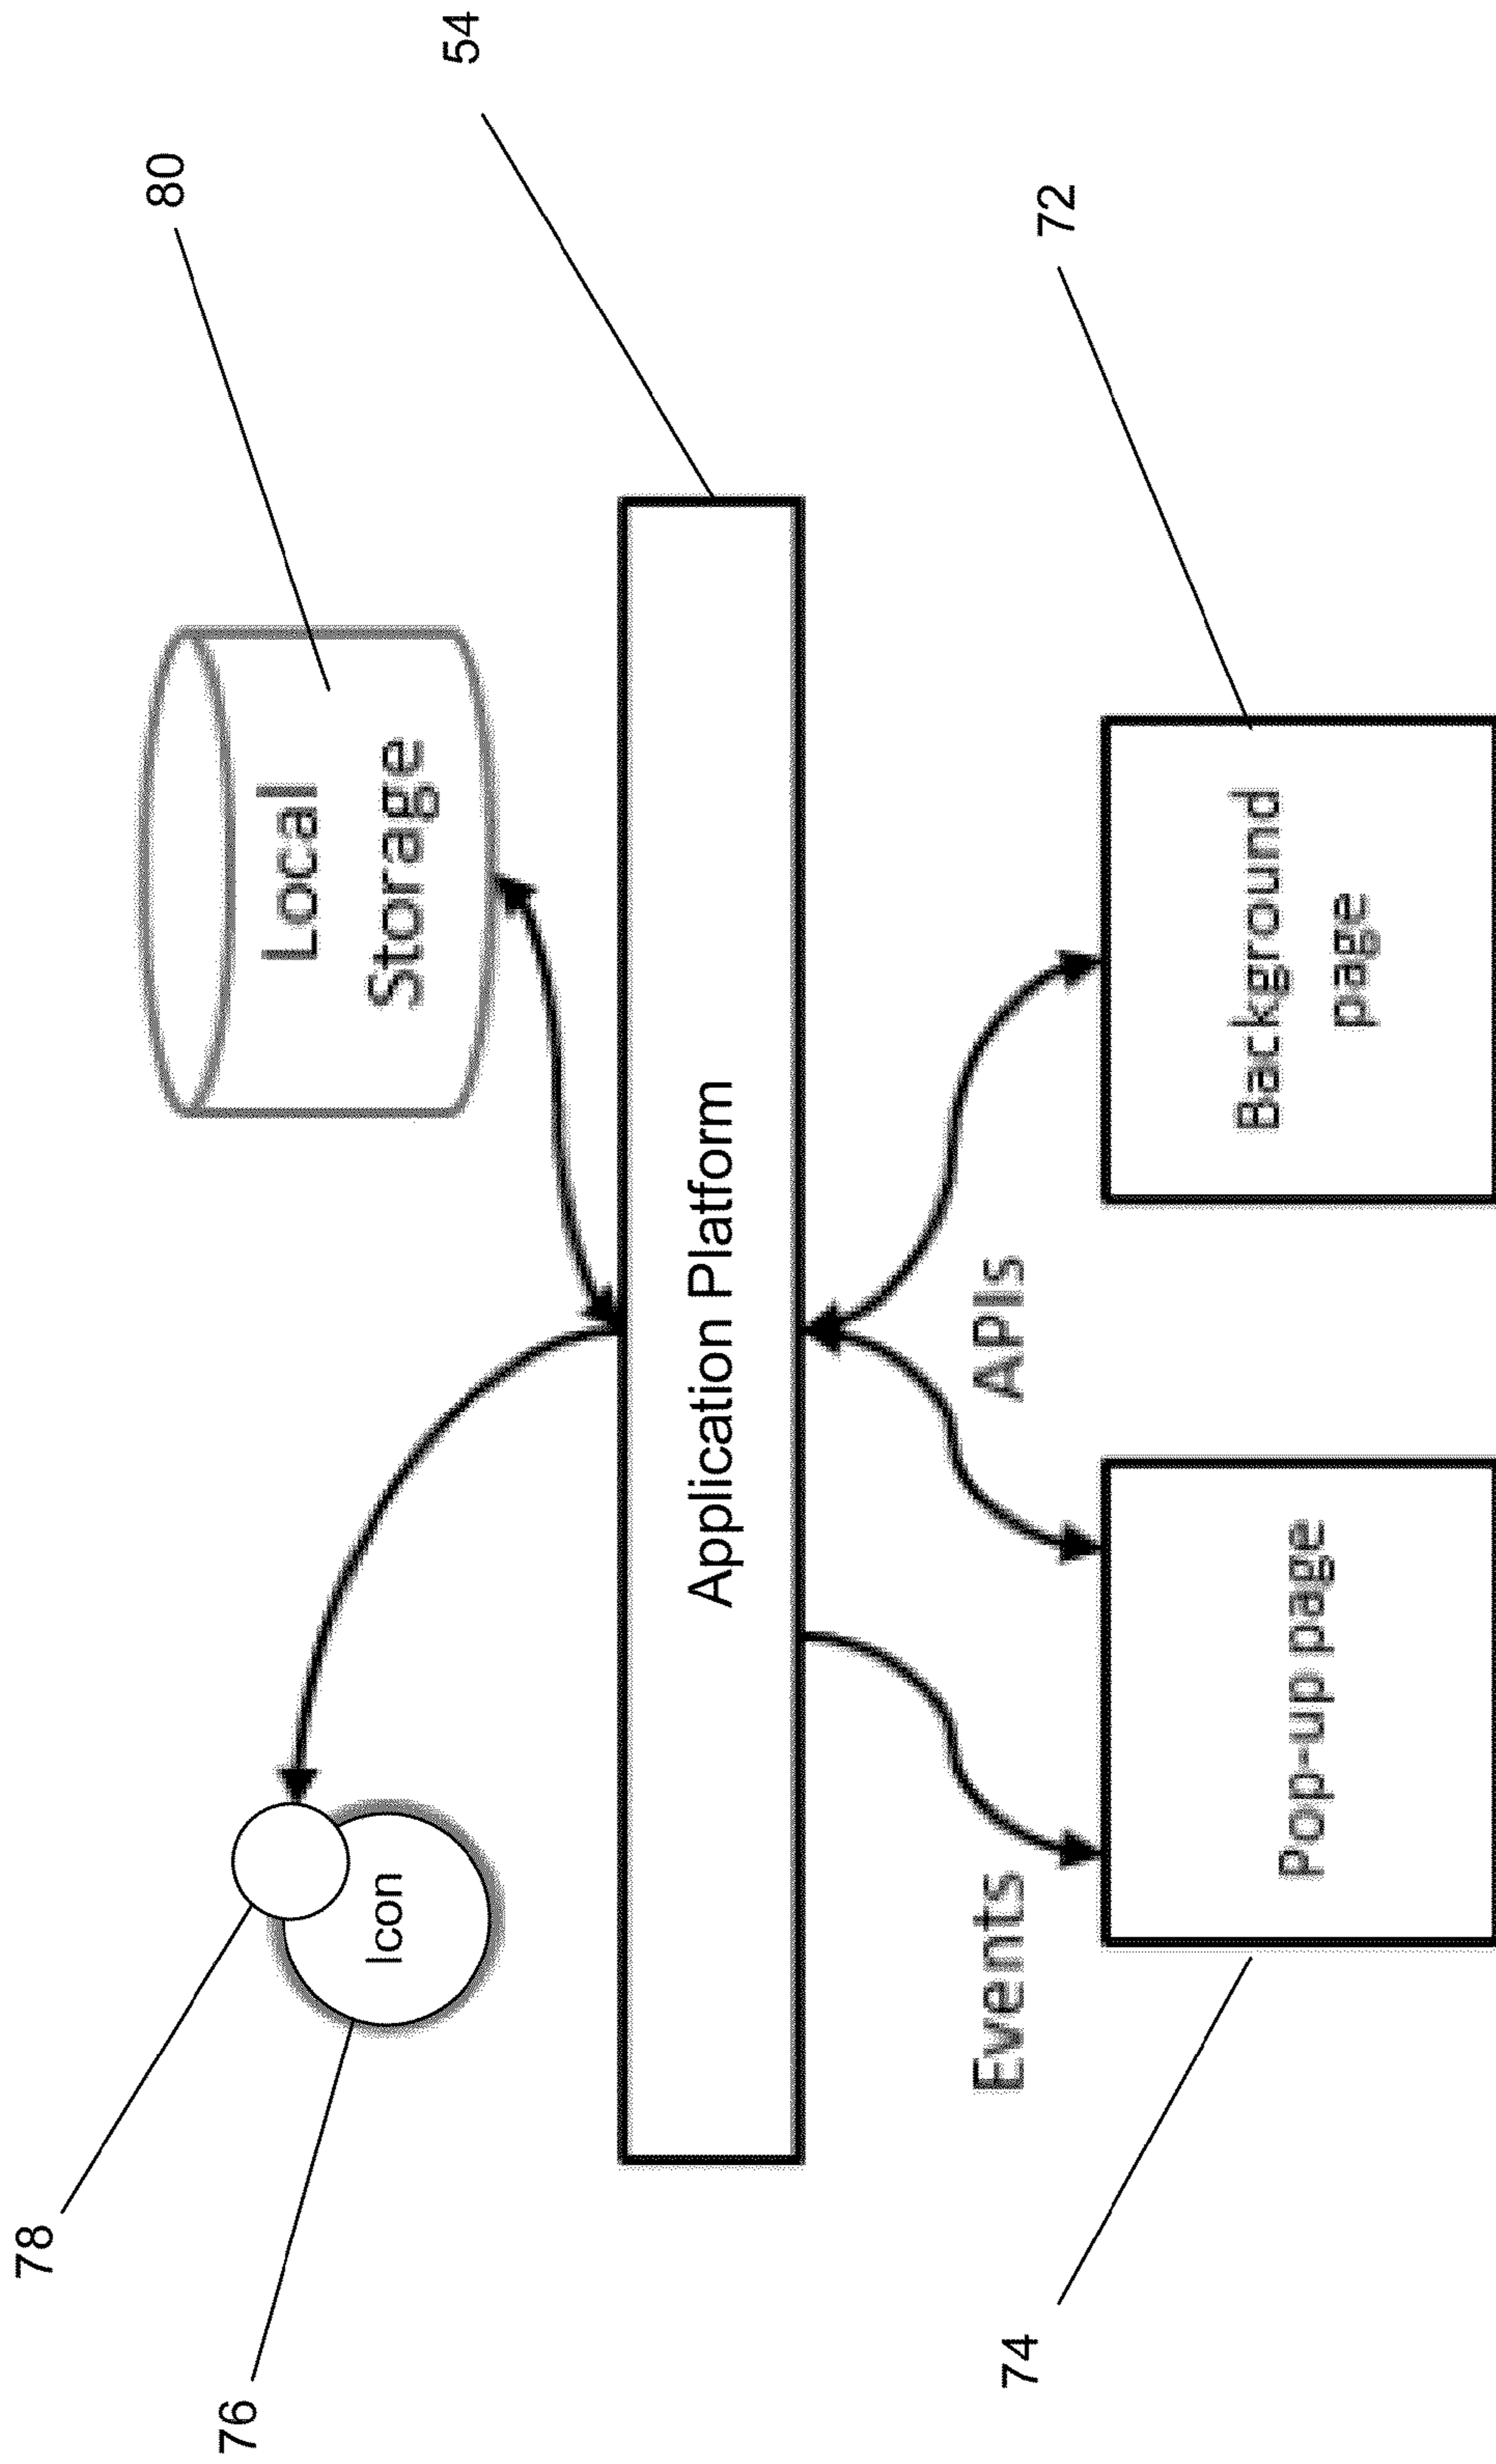 78
80
54
76
Icon
Local
Storage
Application Platform
Events
APIs
72
74
Pop-up page
Background
page